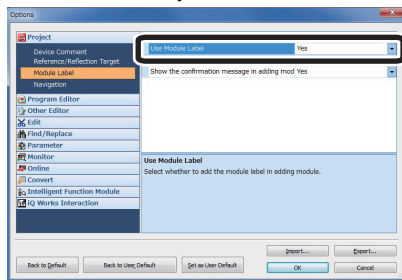 Options
Project
Device Comment
Reference/Reflection Target
Module Label
Navigation
Program Editor
Other Editor
Edit
Find/Replace
Parameter
Monitor
Online
Convert
Intelligent Function Module
iQ Works Interaction
Use Module Label Yes
Show the confirmation message in adding mod Yes
Use Module Label
Select whether to add the module label in adding module.
Import... Export...
Back to Default Back to User Default Set as User Default OK Cancel